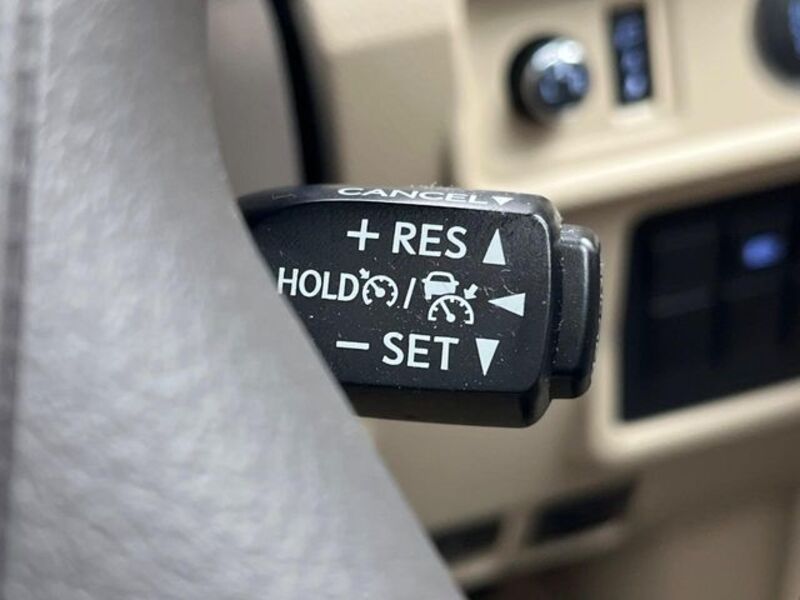 CANCEL▼
+ RES ▲
HOLD / ◀
− SET ▼